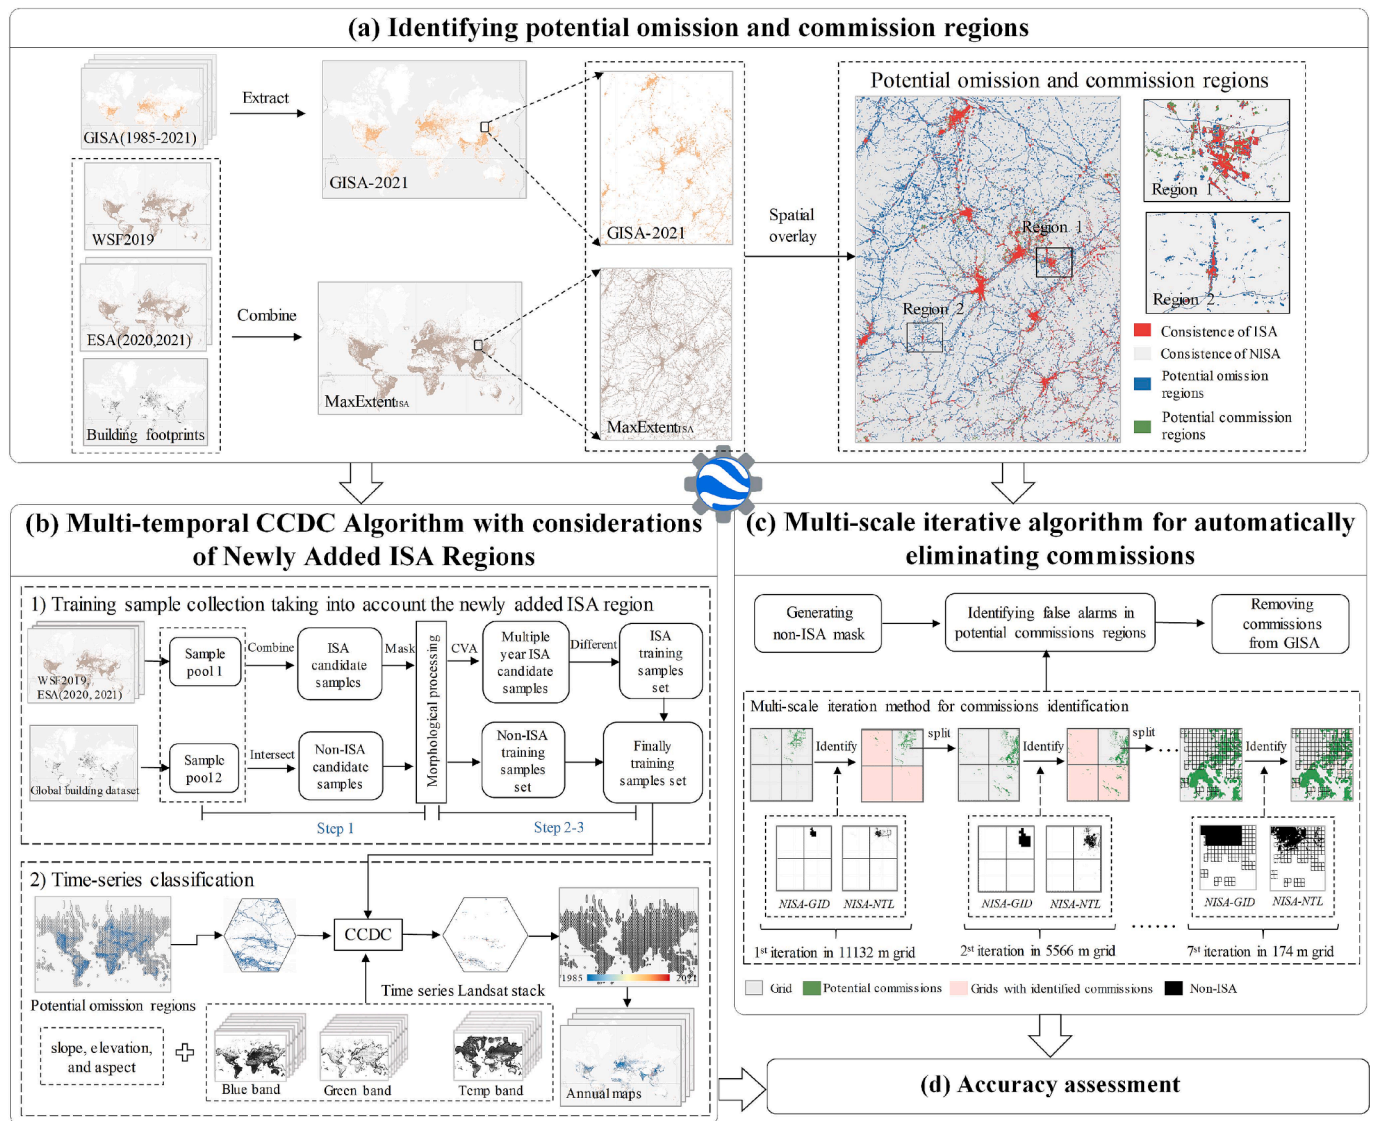 (a) Identifying potential omission and commission regions
GISA(1985-2021)
Extract
GISA-2021
WSF2019
ESA(2020,2021)
Building footprints
Combine
MaxExtentISA
GISA-2021
MaxExtentISA
Spatial
overlay
Potential omission and commission regions
Region 1
Region 2
Region 1
Region 2
Consistence of ISA
Consistence of NISA
Potential omission
regions
Potential commission
regions
(b) Multi-temporal CCDC Algorithm with considerations
of Newly Added ISA Regions
1) Training sample collection taking into account the newly added ISA region
WSF2019,
ESA(2020, 2021)
Sample
pool 1
Combine
ISA
candidate
samples
Mask
Morphological processing
CVA
Multiple
year ISA
candidate
samples
Different
ISA
training
samples
set
Global building dataset
Sample
pool2
Intersect
Non-ISA
candidate
samples
Non-ISA
training
samples
set
Finally
training
samples set
Step 1
Step 2-3
2) Time-series classification
Potential omission regions
CCDC
1985
2021
Time series Landsat stack
slope, elevation,
and aspect
Blue band
Green band
Temp band
Annual maps
(c) Multi-scale iterative algorithm for automatically
eliminating commissions
Generating
non-ISA mask
Identifying false alarms in
potential commissions regions
Removing
commissions
from GISA
Multi-scale iteration method for commissions identification
Identify
split
Identify
split
...
Identify
NISA-GID
NISA-NTL
NISA-GID
NISA-NTL
NISA-GID
NISA-NTL
1st iteration in 11132 m grid
2st iteration in 5566 m grid
......
7st iteration in 174 m grid
Grid
Potential commissions
Grids with identified commissions
Non-ISA
(d) Accuracy assessment